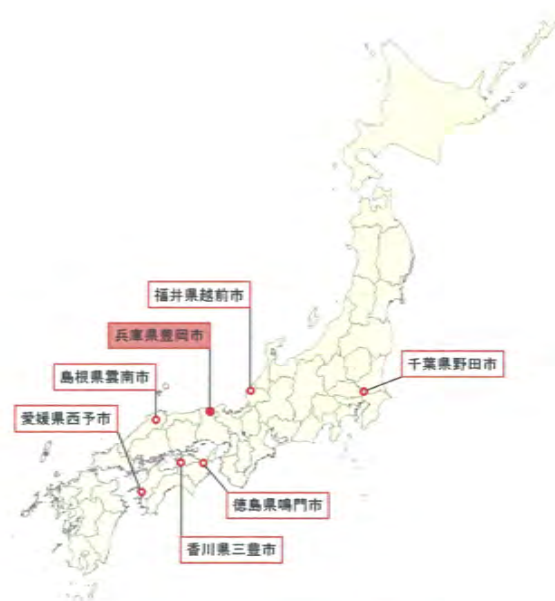 福井県越前市
兵庫県豊岡市
島根県雲南市
千葉県野田市
愛媛県西予市
徳島県鳴門市
香川県三豊市